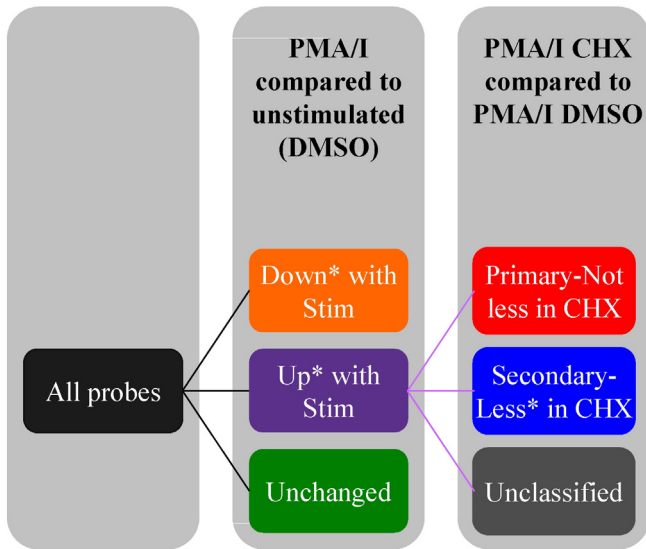 PMA/I
compared to
unstimulated
(DMSO)
PMA/I CHX
compared to
PMA/I DMSO
All probes
Down* with
Stim
Up* with
Stim
Unchanged
Primary-Not
less in CHX
Secondary-
Less* in CHX
Unclassified